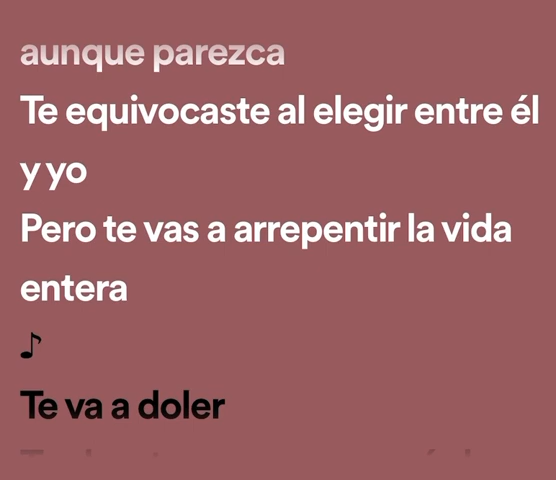 aunque parezca
Te equivocaste al elegir entre él
y yo
Pero te vas a arrepentir la vida
entera
♪
Te va a doler